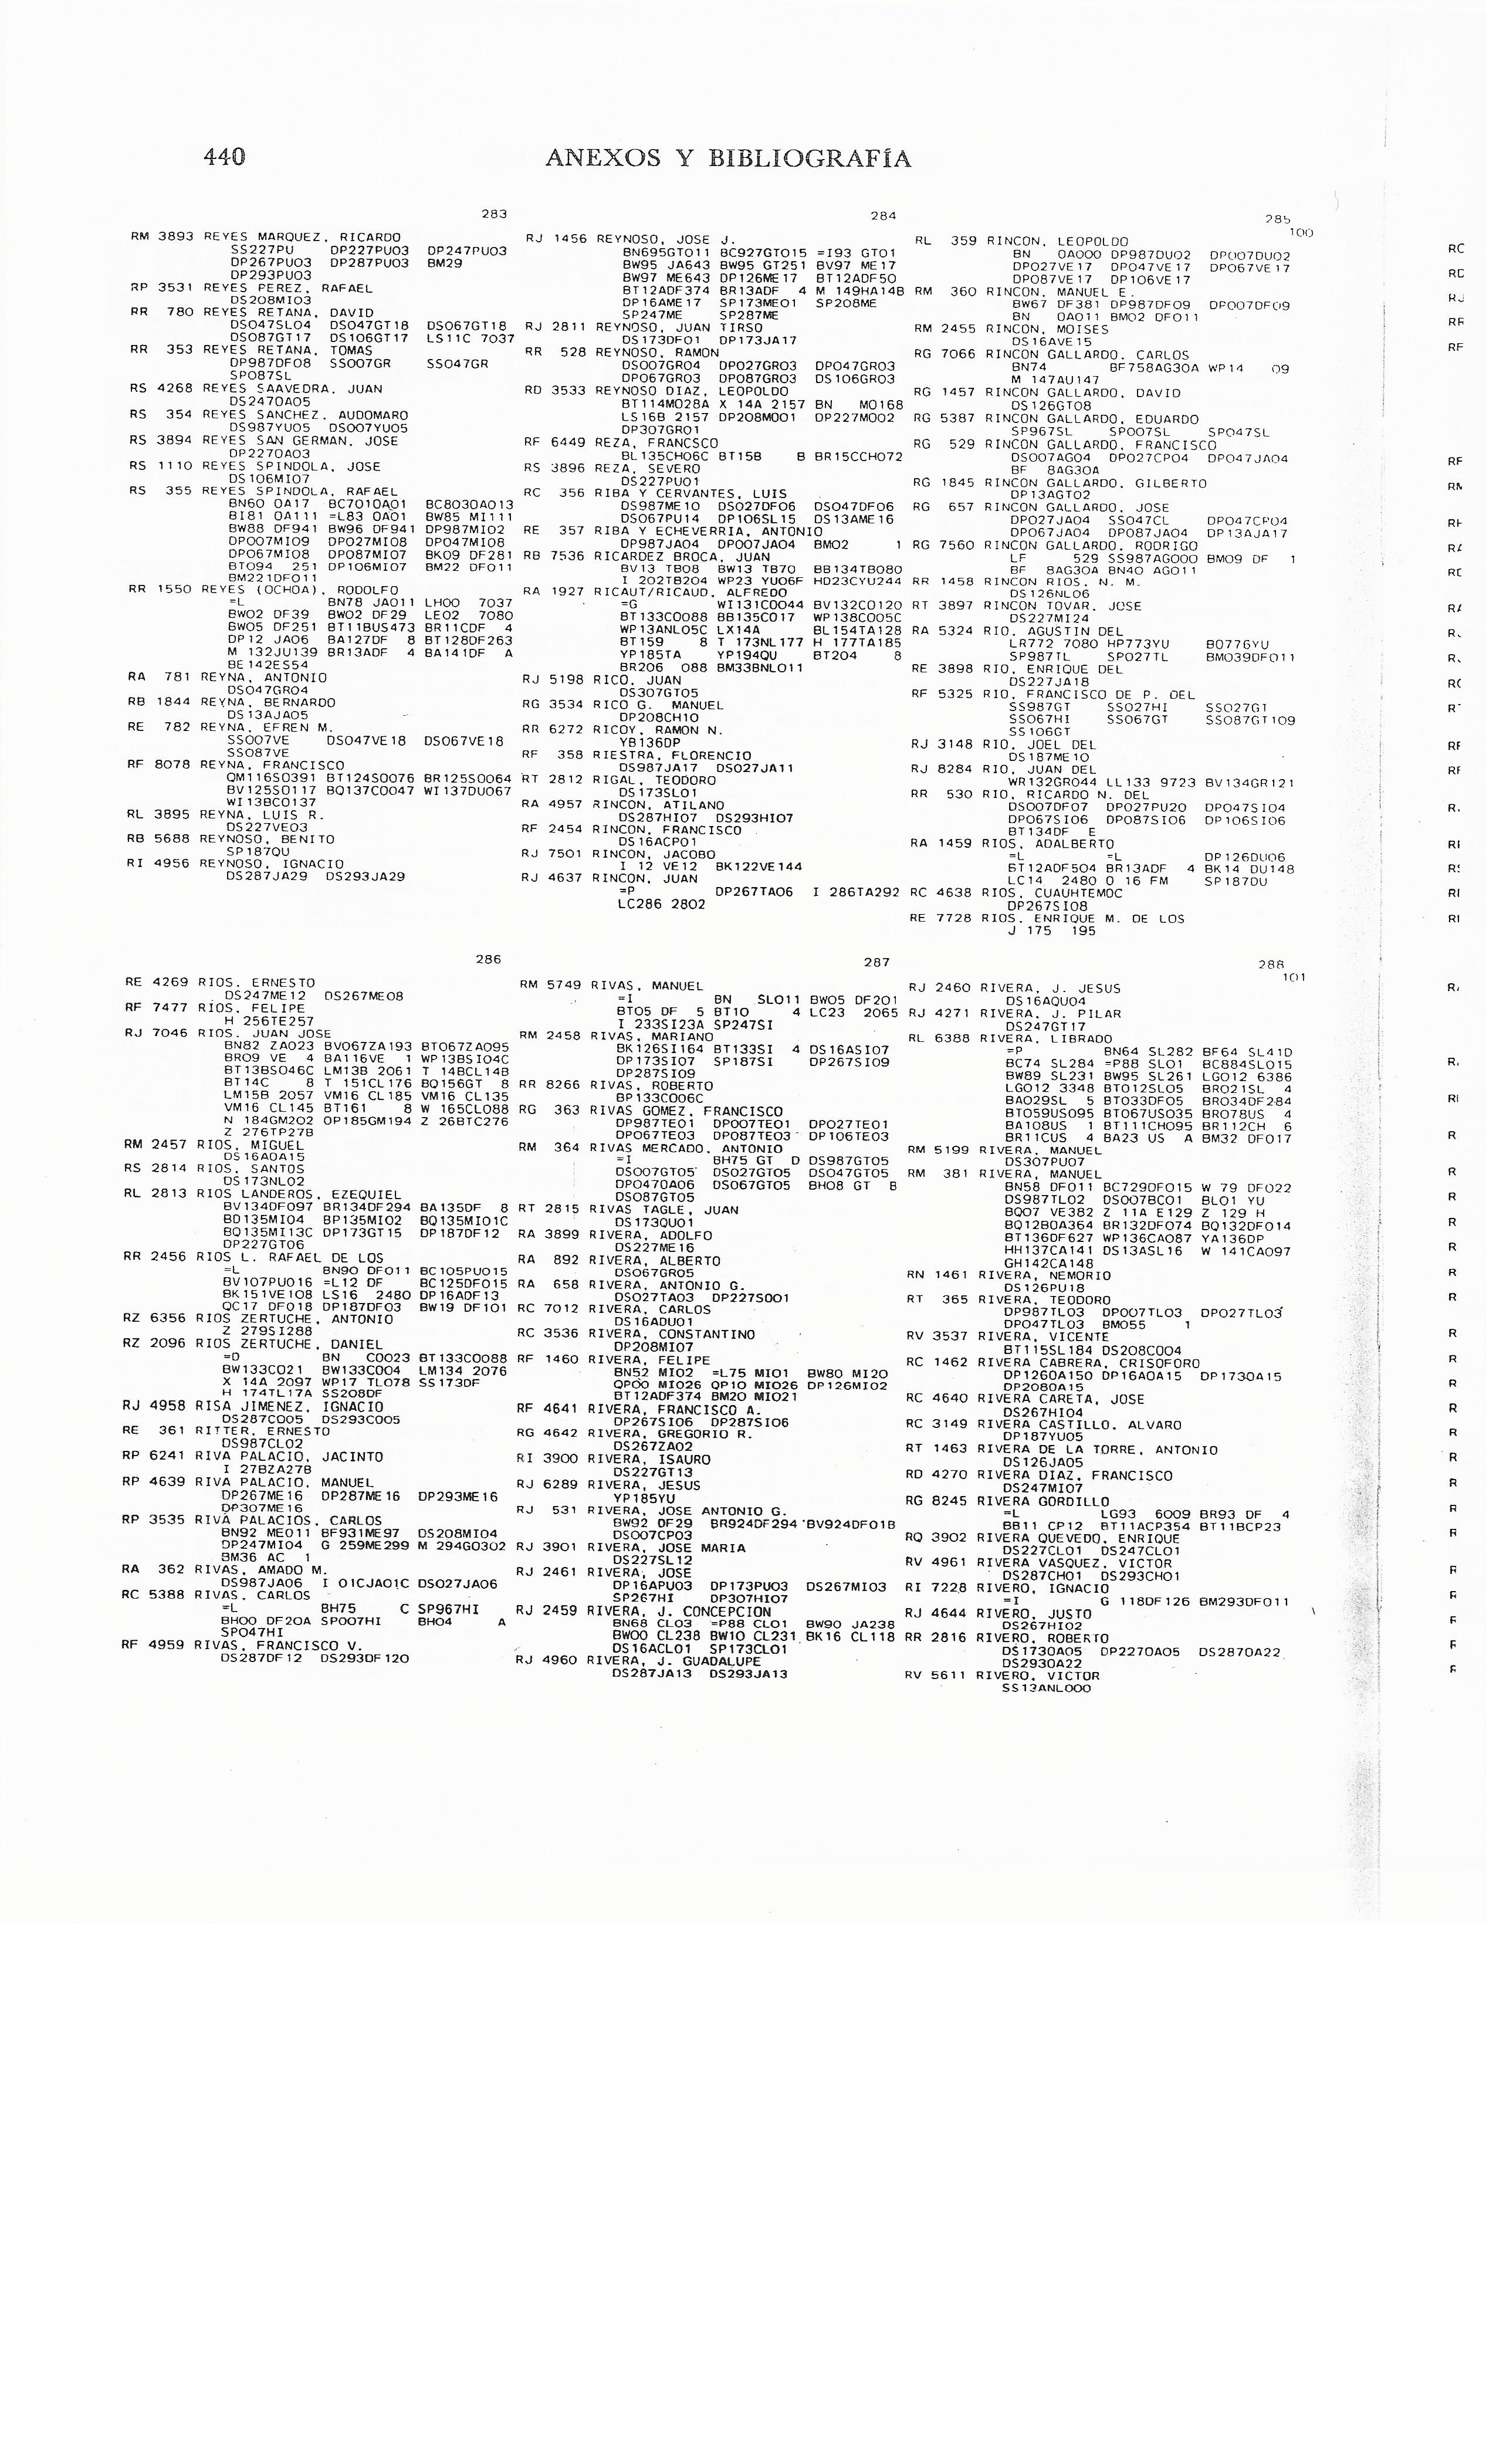 440 ANEXOS Y BIBLIOGRAFÍA
283
RM 3893 REYES MARQUEZ, RICARDO
SS227PU DP227PU03 DP247PU03
DP267PU03 DP287PU03 BM29
DP293PU03
RP 3531 REYES PEREZ, RAFAEL
DS208MI03
RR 780 REYES RETANA, DAVID
DS047SL04 DS047GT18 DS067GT18
DS087GT17 DS106GT17 LS11C 7037
RR 353 REYES RETANA, TOMAS
DP987DF08 SS007GR SS047GR
SP087SL
RS 4268 REYES SAAVEDRA, JUAN
DS247OA05
RS 354 REYES SANCHEZ, AUDOMARO
DS987YU05 DS007YU05
RS 3894 REYES SAN GERMAN, JOSE
DP227OA03
RS 1110 REYES SPINDOLA, JOSE
DS106MI07
RS 355 REYES SPINDOLA, RAFAEL
BN60 OA17 BC701OA01 BC803OA013
BI81 OA111 =L83 OA01 BW85 MI111
BW88 DF941 BW96 DF941 DP987MI02
DP007MI09 DP027MI08 DP047MI08
DP067MI08 DP087MI07 BK09 DF281
BT094 251 DP106MI07 BM22 DF011
BM221DF011
RR 1550 REYES (OCHOA), RODOLFO
=L BN78 JA011 LH00 7037
BW02 DF39 BW02 DF29 LE02 7080
BW05 DF251 BT11BUS473 BR11CDF 4
DP12 JA06 BA127DF 8 BT128DF263
M 132JU139 BR13ADF 4 BA141DF A
BE142ES54
RA 781 REYNA, ANTONIO
DS047GR04
RB 1844 REYNA, BERNARDO
DS13AJA05
RE 782 REYNA, EFREN M.
SS007VE DS047VE18 DS067VE18
SS087VE
RF 8078 REYNA, FRANCISCO
QM116SO391 BT124SO076 BR125SO064
BV125SO117 BQ137CO047 WI137DU067
WI13BCO137
RL 3895 REYNA, LUIS R.
DS227VE03
RB 5688 REYNOSO, BENITO
SP187QU
RI 4956 REYNOSO, IGNACIO
DS287JA29 DS293JA29
284
RJ 1456 REYNOSO, JOSE J.
BN695GT011 BC927GT015 =I93 GT01
BW95 JA643 BW95 GT251 BV97 ME17
BW97 ME643 DP126ME17 BT12ADF50
BT12ADF374 BR13ADF 4 M 149HA14B
DP16AME17 SP173ME01 SP208ME
SP247ME SP287ME
RJ 2811 REYNOSO, JUAN TIRSO
DS173DF01 DP173JA17
RR 528 REYNOSO, RAMON
DS007GR04 DP027GR03 DP047GR03
DP067GR03 DP087GR03 DS106GR03
RD 3533 REYNOSO DIAZ, LEOPOLDO
BT114MO28A X 14A 2157 BN MO168
LS16B 2157 DP208MO01 DP227MO02
DP307GR01
RF 6449 REZA, FRANCSCO
BL135CH06C BT15B B BR15CCH072
RS 3896 REZA, SEVERO
DS227PU01
RC 356 RIBA Y CERVANTES, LUIS
DS987ME10 DS027DF06 DS047DF06
DS067PU14 DP106SL15 DS13AME16
RE 357 RIBA Y ECHEVERRIA, ANTONIO
DP987JA04 DP007JA04 BM02 1
RB 7536 RICARDEZ BROCA, JUAN
BV13 TB08 BW13 TB70 BB134TB080
I 202TB204 WP23 YU06F HD23CYU244
RA 1927 RICAUT/RICAUD, ALFREDO
=G WI131CO044 BV132CO120
BT133CO088 BB135CO17 WP138CO05C
WP13ANL05C LX14A BL154TA128
BT159 8 T 173NL177 H 177TA185
YP185TA YP194QU BT204 8
BR206 088 BM33BNL011
RJ 5198 RICO, JUAN
DS307GT05
RG 3534 RICO G. MANUEL
DP208CH10
RR 6272 RICOY, RAMON N.
YB136DP
RF 358 RIESTRA, FLORENCIO
DS987JA17 DS027JA11
RT 2812 RIGAL, TEODORO
DS173SL01
RA 4957 RINCON, ATILANO
DS287HI07 DS293HI07
RF 2454 RINCON, FRANCISCO
DS16ACP01
RJ 7501 RINCON, JACOBO
I 12 VE12 BK122VE144
RJ 4637 RINCON, JUAN
=P DP267TA06 I 286TA292
LC286 2802
285
100
RL 359 RINCON, LEOPOLDO
BN OA000 DP987DU02 DP007DU02
DP027VE17 DP047VE17 DP067VE17
DP087VE17 DP106VE17
RM 360 RINCON, MANUEL E.
BW67 DF381 DP987DF09 DP007DF09
BN OA011 BM02 DF011
RM 2455 RINCON, MOISES
DS16AVE15
RG 7066 RINCON GALLARDO, CARLOS
BN74 BF758AG30A WP14 09
M 147AU147
RG 1457 RINCON GALLARDO, DAVID
DS126GT08
RG 5387 RINCON GALLARDO, EDUARDO
SP967SL SP007SL SP047SL
RG 529 RINCON GALLARDO, FRANCISCO
DS007AG04 DP027CP04 DP047JA04
BF 8AG30A
RG 1845 RINCON GALLARDO, GILBERTO
DP13AGT02
RG 657 RINCON GALLARDO, JOSE
DP027JA04 SS047CL DP047CP04
DP067JA04 DP087JA04 DP13AJA17
RG 7560 RINCON GALLARDO, RODRIGO
LF 529 SS987AG000 BM09 DF 1
BF 8AG30A BN40 AG011
RR 1458 RINCON RIOS, N. M.
DS126NL06
RT 3897 RINCON TOVAR, JOSE
DS227MI24
RA 5324 RIO, AGUSTIN DEL
LR772 7080 HP773YU BO776YU
SP987TL SP027TL BM039DF011
RE 3898 RIO, ENRIQUE DEL
DS227JA18
RF 5325 RIO, FRANCISCO DE P. DEL
SS987GT SS027HI SS027GT
SS067HI SS067GT SS087GT109
SS106GT
RJ 3148 RIO, JOEL DEL
DS187ME10
RJ 8284 RIO, JUAN DEL
WR132GR044 LL133 9723 BV134GR121
RR 530 RIO, RICARDO N. DEL
DS007DF07 DP027PU20 DP047SI04
DP067SI06 DP087SI06 DP106SI06
BT134DF E
RA 1459 RIOS, ADALBERTO
=L =L DP126DU06
BT12ADF504 BR13ADF 4 BK14 DU148
LC14 2480 O 16 FM SP187DU
RC 4638 RIOS, CUAUHTEMOC
DP267SI08
RE 7728 RIOS, ENRIQUE M. DE LOS
J 175 195
286
RE 4269 RIOS, ERNESTO
DS247ME12 DS267ME08
RF 7477 RIOS, FELIPE
H 256TE257
RJ 7046 RIOS, JUAN JOSE
BN82 ZA023 BV067ZA193 BT067ZA095
BR09 VE 4 BA116VE 1 WP13BSI04C
BT13BSO46C LM13B 2061 T 14BCL14B
BT14C 8 T 151CL176 BQ156GT 8
LM15B 2057 VM16 CL185 VM16 CL135
VM16 CL145 BT161 8 W 165CL088
N 184GM202 OP185GM194 Z 26BTC276
Z 276TP27B
RM 2457 RIOS, MIGUEL
DS16AOA15
RS 2814 RIOS, SANTOS
DS173NL02
RL 2813 RIOS LANDEROS, EZEQUIEL
BV134DF097 BR134DF294 BA135DF 8
BD135MI04 BP135MI02 BQ135MI01C
BQ135MI13C DP173GT15 DP187DF12
DP227GT06
RR 2456 RIOS L. RAFAEL DE LOS
=L BN90 DF011 BC105PU015
BV107PU016 =L12 DF BC125DF015
BK151VE108 LS16 2480 DP16ADF13
QC17 DF018 DP187DF03 BW19 DF101
RZ 6356 RIOS ZERTUCHE, ANTONIO
Z 279SI288
RZ 2096 RIOS ZERTUCHE, DANIEL
=D BN CO023 BT133CO088
BW133CO21 BW133CO04 LM134 2076
X 14A 2097 WP17 TL078 SS173DF
H 174TL17A SS208DF
RJ 4958 RISA JIMENEZ, IGNACIO
DS287CO05 DS293CO05
RE 361 RITTER, ERNESTO
DS987CL02
RP 6241 RIVA PALACIO, JACINTO
I 27BZA27B
RP 4639 RIVA PALACIO, MANUEL
DP267ME16 DP287ME16 DP293ME16
DP307ME16
RP 3535 RIVA PALACIOS, CARLOS
BN92 ME011 BF931ME97 DS208MI04
DP247MI04 G 259ME299 M 294GO302
BM36 AC 1
RA 362 RIVAS, AMADO M.
DS987JA06 I 01CJA01C DS027JA06
RC 5388 RIVAS, CARLOS
=L BH75 C SP967HI
BH00 DF20A SP007HI BH04 A
SP047HI
RF 4959 RIVAS, FRANCISCO V.
DS287DF12 DS293DF120
287
RM 5749 RIVAS, MANUEL
=I BN SL011 BW05 DF201
BT05 DF 5 BT10 4 LC23 2065
I 233SI23A SP247SI
RM 2458 RIVAS, MARIANO
BK126SI164 BT133SI 4 DS16ASI07
DP173SI07 SP187SI DP267SI09
DP287SI09
RR 8266 RIVAS, ROBERTO
BP133CO06C
RG 363 RIVAS GOMEZ, FRANCISCO
DP987TE01 DP007TE01 DP027TE01
DP067TE03 DP087TE03 DP106TE03
RM 364 RIVAS MERCADO, ANTONIO
=I BH75 GT D DS987GT05
DS007GT05 DS027GT05 DS047GT05
DP047OA06 DS067GT05 BH08 GT B
DS087GT05
RT 2815 RIVAS TAGLE, JUAN
DS173QU01
RA 3899 RIVERA, ADOLFO
DS227ME16
RA 892 RIVERA, ALBERTO
DS067GR05
RA 658 RIVERA, ANTONIO G.
DS027TA03 DP227SO01
RC 7012 RIVERA, CARLOS
DS16ADU01
RC 3536 RIVERA, CONSTANTINO
DP208MI07
RF 1460 RIVERA, FELIPE
BN52 MI02 =L75 MI01 BW80 MI20
QP00 MI026 QP10 MI026 DP126MI02
BT12ADF374 BM20 MI021
RF 4641 RIVERA, FRANCISCO A.
DP267SI06 DP287SI06
RG 4642 RIVERA, GREGORIO R.
DS267ZA02
RI 3900 RIVERA, ISAURO
DS227GT13
RJ 6289 RIVERA, JESUS
YP185YU
RJ 531 RIVERA, JOSE ANTONIO G.
BW92 DF29 BR924DF294 BV924DF01B
DS007CP03
RJ 3901 RIVERA, JOSE MARIA
DS227SL12
RJ 2461 RIVERA, JOSE
DP16APU03 DP173PU03 DS267MI03
SP267HI DP307HI07
RJ 2459 RIVERA, J. CONCEPCION
BN68 CL03 =P88 CL01 BW90 JA238
BW00 CL238 BW10 CL231 BK16 CL118
DS16ACL01 SP173CL01
RJ 4960 RIVERA, J. GUADALUPE
DS287JA13 DS293JA13
288
101
RJ 2460 RIVERA, J. JESUS
DS16AQU04
RJ 4271 RIVERA, J. PILAR
DS247GT17
RL 6388 RIVERA, LIBRADO
=P BN64 SL282 BF64 SL41D
BC74 SL284 =P88 SL01 BC884SL015
BW89 SL231 BW95 SL261 LG012 6386
LG012 3348 BT012SL05 BR021SL 4
BA029SL 5 BT033DF05 BR034DF284
BT059US095 BT067US035 BR078US 4
BA108US 1 BT111CH095 BR112CH 6
BR11CUS 4 BA23 US A BM32 DF017
RM 5199 RIVERA, MANUEL
DS307PU07
RM 381 RIVERA, MANUEL
BN58 DF011 BC729DF015 W 79 DF022
DS987TL02 DS007BC01 BL01 YU
BQ07 VE382 Z 11A E129 Z 129 H
BQ12BOA364 BR132DF074 BQ132DF014
BT136DF627 WP136CA087 YA136DP
HH137CA141 DS13ASL16 W 141CA097
GH142CA148
RN 1461 RIVERA, NEMORIO
DS126PU18
RT 365 RIVERA, TEODORO
DP987TL03 DP007TL03 DP027TL03
DP047TL03 BM055 1
RV 3537 RIVERA, VICENTE
BT115SL184 DS208CO04
RC 1462 RIVERA CABRERA, CRISOFORO
DP126OA150 DP16AOA15 DP173OA15
DP208OA15
RC 4640 RIVERA CARETA, JOSE
DS267HI04
RC 3149 RIVERA CASTILLO, ALVARO
DP187YU05
RT 1463 RIVERA DE LA TORRE, ANTONIO
DS126JA05
RD 4270 RIVERA DIAZ, FRANCISCO
DS247MI07
RG 8245 RIVERA GORDILLO
=L LG93 6009 BR93 DF 4
BB11 CP12 BT11ACP354 BT11BCP23
RQ 3902 RIVERA QUEVEDO, ENRIQUE
DS227CL01 DS247CL01
RV 4961 RIVERA VASQUEZ, VICTOR
DS287CH01 DS293CH01
RI 7228 RIVERO, IGNACIO
=I G 118DF126 BM293DF011
RJ 4644 RIVERO, JUSTO
DS267HI02
RR 2816 RIVERO, ROBERTO
DS173OA05 DP227OA05 DS287OA22
DS293OA22
RV 5611 RIVERO, VICTOR
SS13ANL000